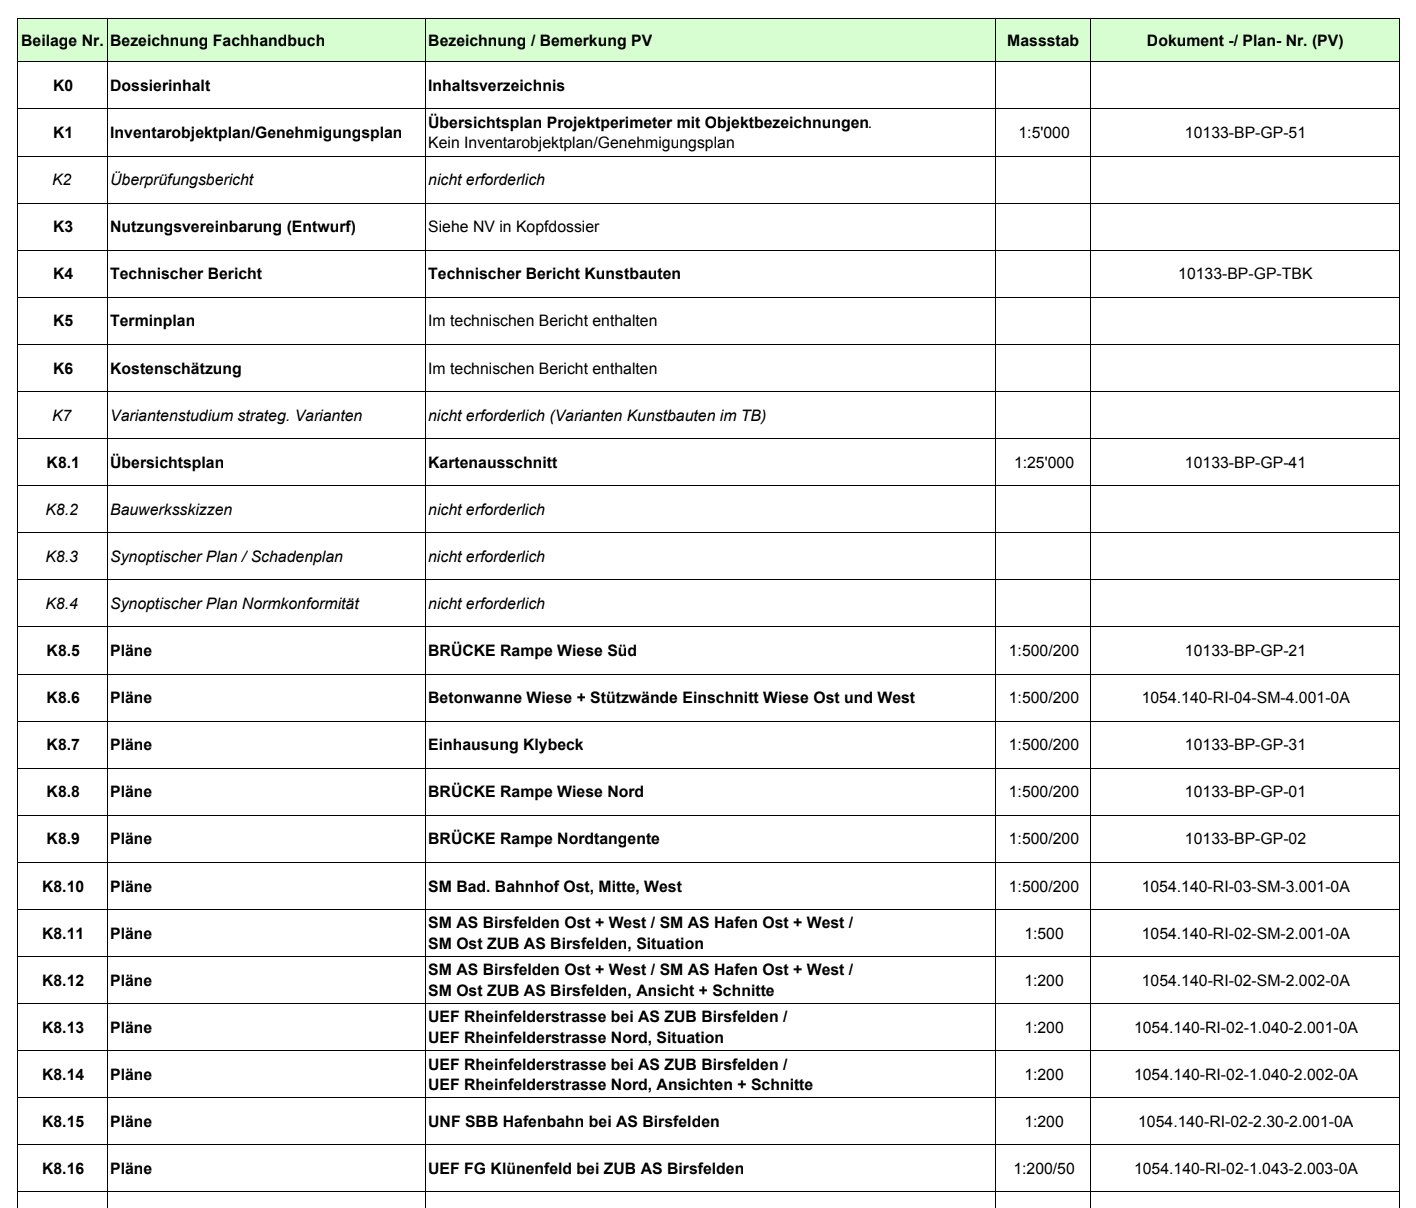 Beilage Nr. Bezeichnung Fachhandbuch Bezeichnung / Bemerkung PV Massstab Dokument -/ Plan- Nr. (PV)
K0 Dossierinhalt Inhaltsverzeichnis
K1 Inventarobjektplan/Genehmigungsplan Übersichtsplan Projektperimeter mit Objektbezeichnungen. 1:5'000 10133-BP-GP-51
Kein Inventarobjektplan/Genehmigungsplan
K2 Überprüfungsbericht nicht erforderlich
K3 Nutzungsvereinbarung (Entwurf) Siehe NV in Kopfdossier
K4 Technischer Bericht Technischer Bericht Kunstbauten 10133-BP-GP-TBK
K5 Terminplan Im technischen Bericht enthalten
K6 Kostenschätzung Im technischen Bericht enthalten
K7 Variantenstudium strateg. Varianten nicht erforderlich (Varianten Kunstbauten im TB)
K8.1 Übersichtsplan Kartenausschnitt 1:25'000 10133-BP-GP-41
K8.2 Bauwerksskizzen nicht erforderlich
K8.3 Synoptischer Plan / Schadenplan nicht erforderlich
K8.4 Synoptischer Plan Normkonformität nicht erforderlich
K8.5 Pläne BRÜCKE Rampe Wiese Süd 1:500/200 10133-BP-GP-21
K8.6 Pläne Betonwanne Wiese + Stützwände Einschnitt Wiese Ost und West 1:500/200 1054.140-RI-04-SM-4.001-0A
K8.7 Pläne Einhausung Klybeck 1:500/200 10133-BP-GP-31
K8.8 Pläne BRÜCKE Rampe Wiese Nord 1:500/200 10133-BP-GP-01
K8.9 Pläne BRÜCKE Rampe Nordtangente 1:500/200 10133-BP-GP-02
K8.10 Pläne SM Bad. Bahnhof Ost, Mitte, West 1:500/200 1054.140-RI-03-SM-3.001-0A
K8.11 Pläne SM AS Birsfelden Ost + West / SM AS Hafen Ost + West / 1:500 1054.140-RI-02-SM-2.001-0A
SM Ost ZUB AS Birsfelden, Situation
K8.12 Pläne SM AS Birsfelden Ost + West / SM AS Hafen Ost + West / 1:200 1054.140-RI-02-SM-2.002-0A
SM Ost ZUB AS Birsfelden, Ansicht + Schnitte
K8.13 Pläne UEF Rheinfelderstrasse bei AS ZUB Birsfelden / 1:200 1054.140-RI-02-1.040-2.001-0A
UEF Rheinfelderstrasse Nord, Situation
K8.14 Pläne UEF Rheinfelderstrasse bei AS ZUB Birsfelden / 1:200 1054.140-RI-02-1.040-2.002-0A
UEF Rheinfelderstrasse Nord, Ansichten + Schnitte
K8.15 Pläne UNF SBB Hafenbahn bei AS Birsfelden 1:200 1054.140-RI-02-2.30-2.001-0A
K8.16 Pläne UEF FG Klünenfeld bei ZUB AS Birsfelden 1:200/50 1054.140-RI-02-1.043-2.003-0A